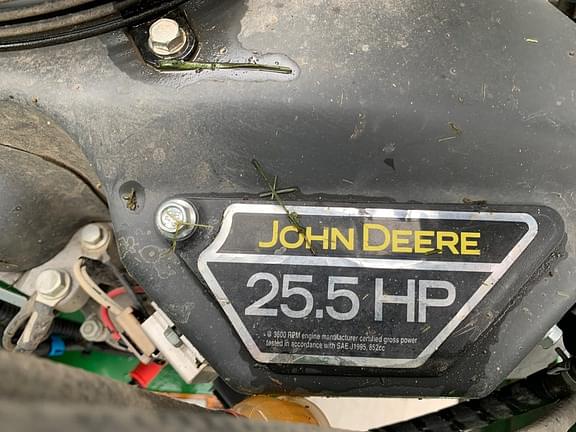 JOHN DEERE
25.5 HP
@ 3600 RPM engine manufacturer certified gross power
tested in accordance with SAE J1995, 852cc